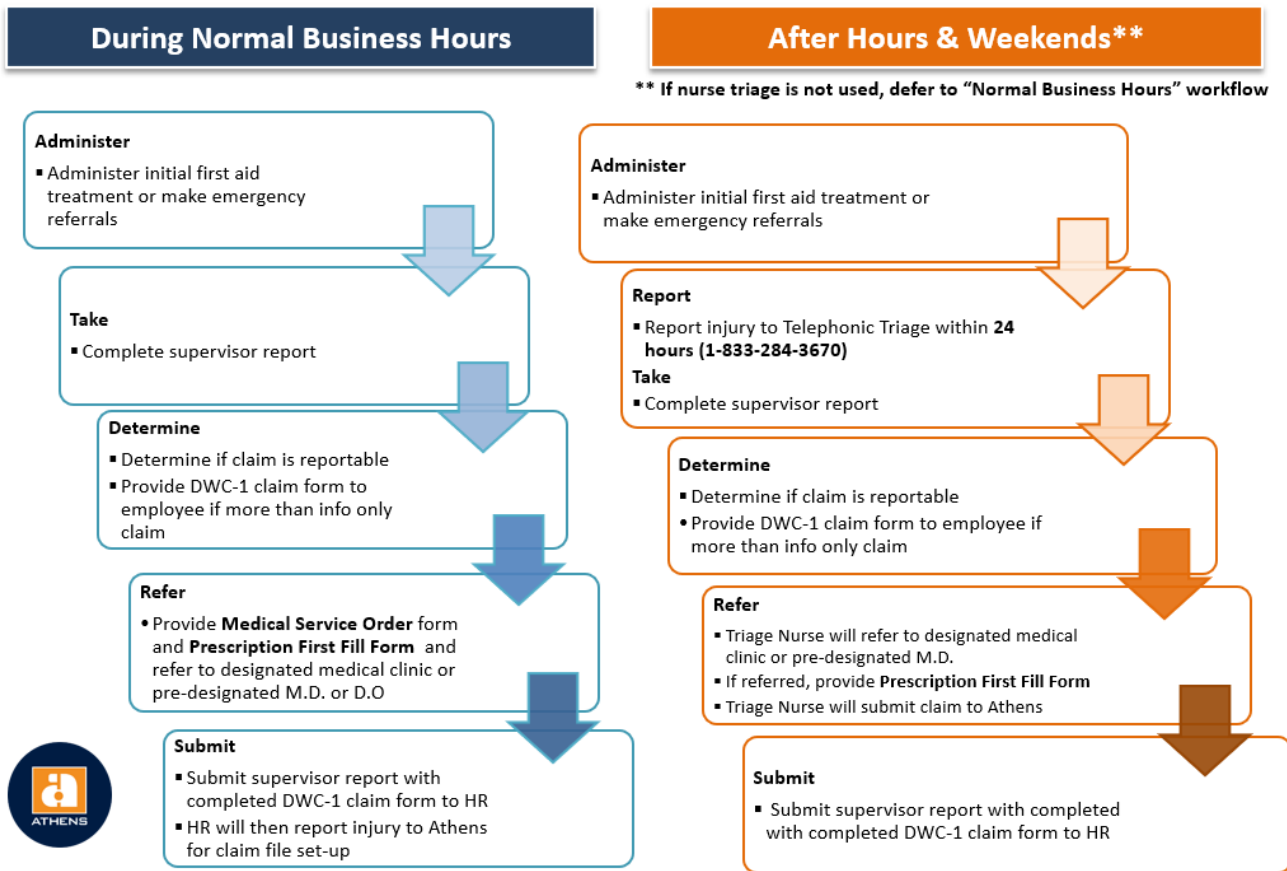 During Normal Business Hours
Administer
▪ Administer initial first aid
treatment or make emergency
referrals
Take
▪ Complete supervisor report
Determine
▪ Determine if claim is reportable
▪ Provide DWC-1 claim form to
employee if more than info only
claim
Refer
• Provide Medical Service Order form
and Prescription First Fill Form and
refer to designated medical clinic or
pre-designated M.D. or D.O
Submit
▪ Submit supervisor report with
completed DWC-1 claim form to HR
▪ HR will then report injury to Athens
for claim file set-up
ATHENS
After Hours & Weekends**
** If nurse triage is not used, defer to “Normal Business Hours” workflow
Administer
▪ Administer initial first aid treatment or
make emergency referrals
Report
▪ Report injury to Telephonic Triage within 24
hours (1-833-284-3670)
Take
▪ Complete supervisor report
Determine
▪ Determine if claim is reportable
• Provide DWC-1 claim form to employee if
more than info only claim
Refer
▪ Triage Nurse will refer to designated medical
clinic or pre-designated M.D.
▪ If referred, provide Prescription First Fill Form
▪ Triage Nurse will submit claim to Athens
Submit
▪ Submit supervisor report with completed
with completed DWC-1 claim form to HR